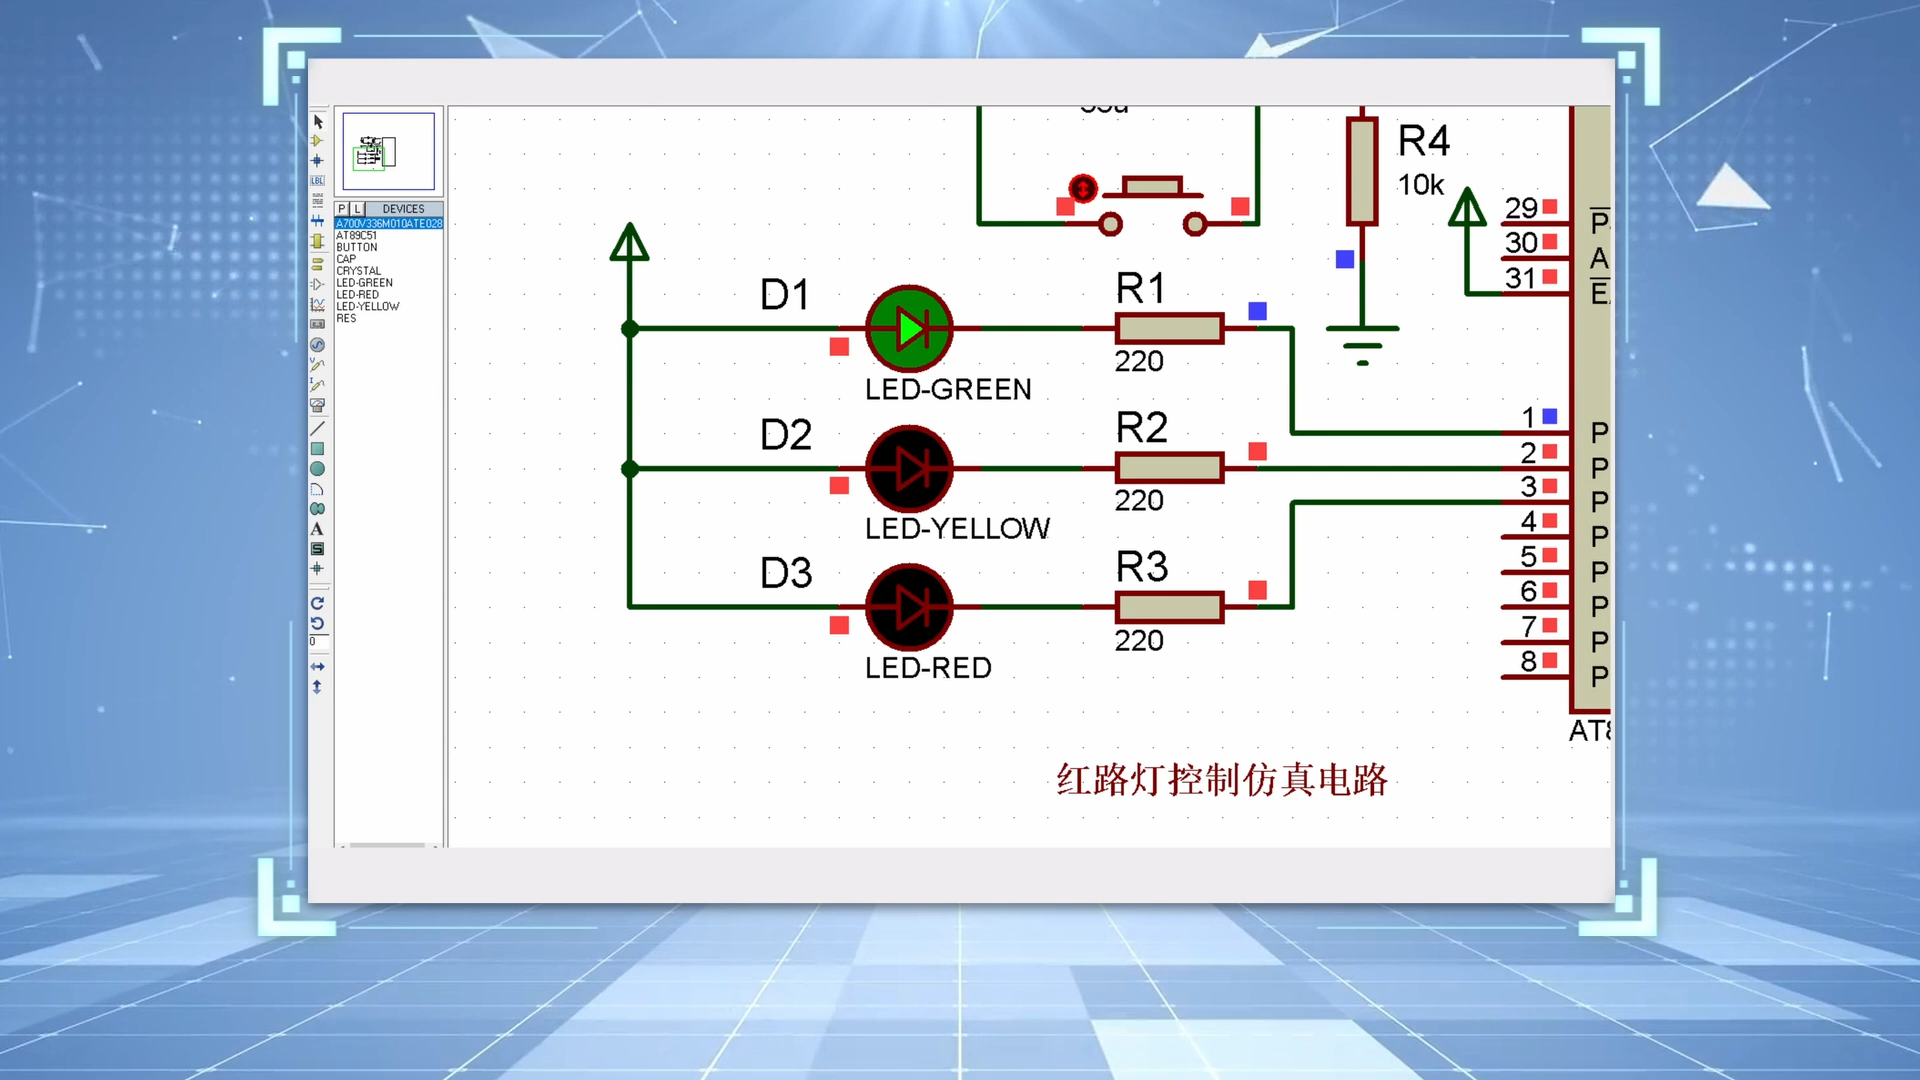 R4
10k
29
30
31
P
A
E
P L DEVICES
A700V336M010ATE028
AT89C51
BUTTON
CAP
CRYSTAL
LED-GREEN
LED-RED
LED-YELLOW
RES
LBL
D1
R1
220
LED-GREEN
D2
R2
220
LED-YELLOW
D3
R3
220
LED-RED
1 P
2 P
3 P
4 P
5 P
6 P
7 P
8 P
A
S
0
红路灯控制仿真电路